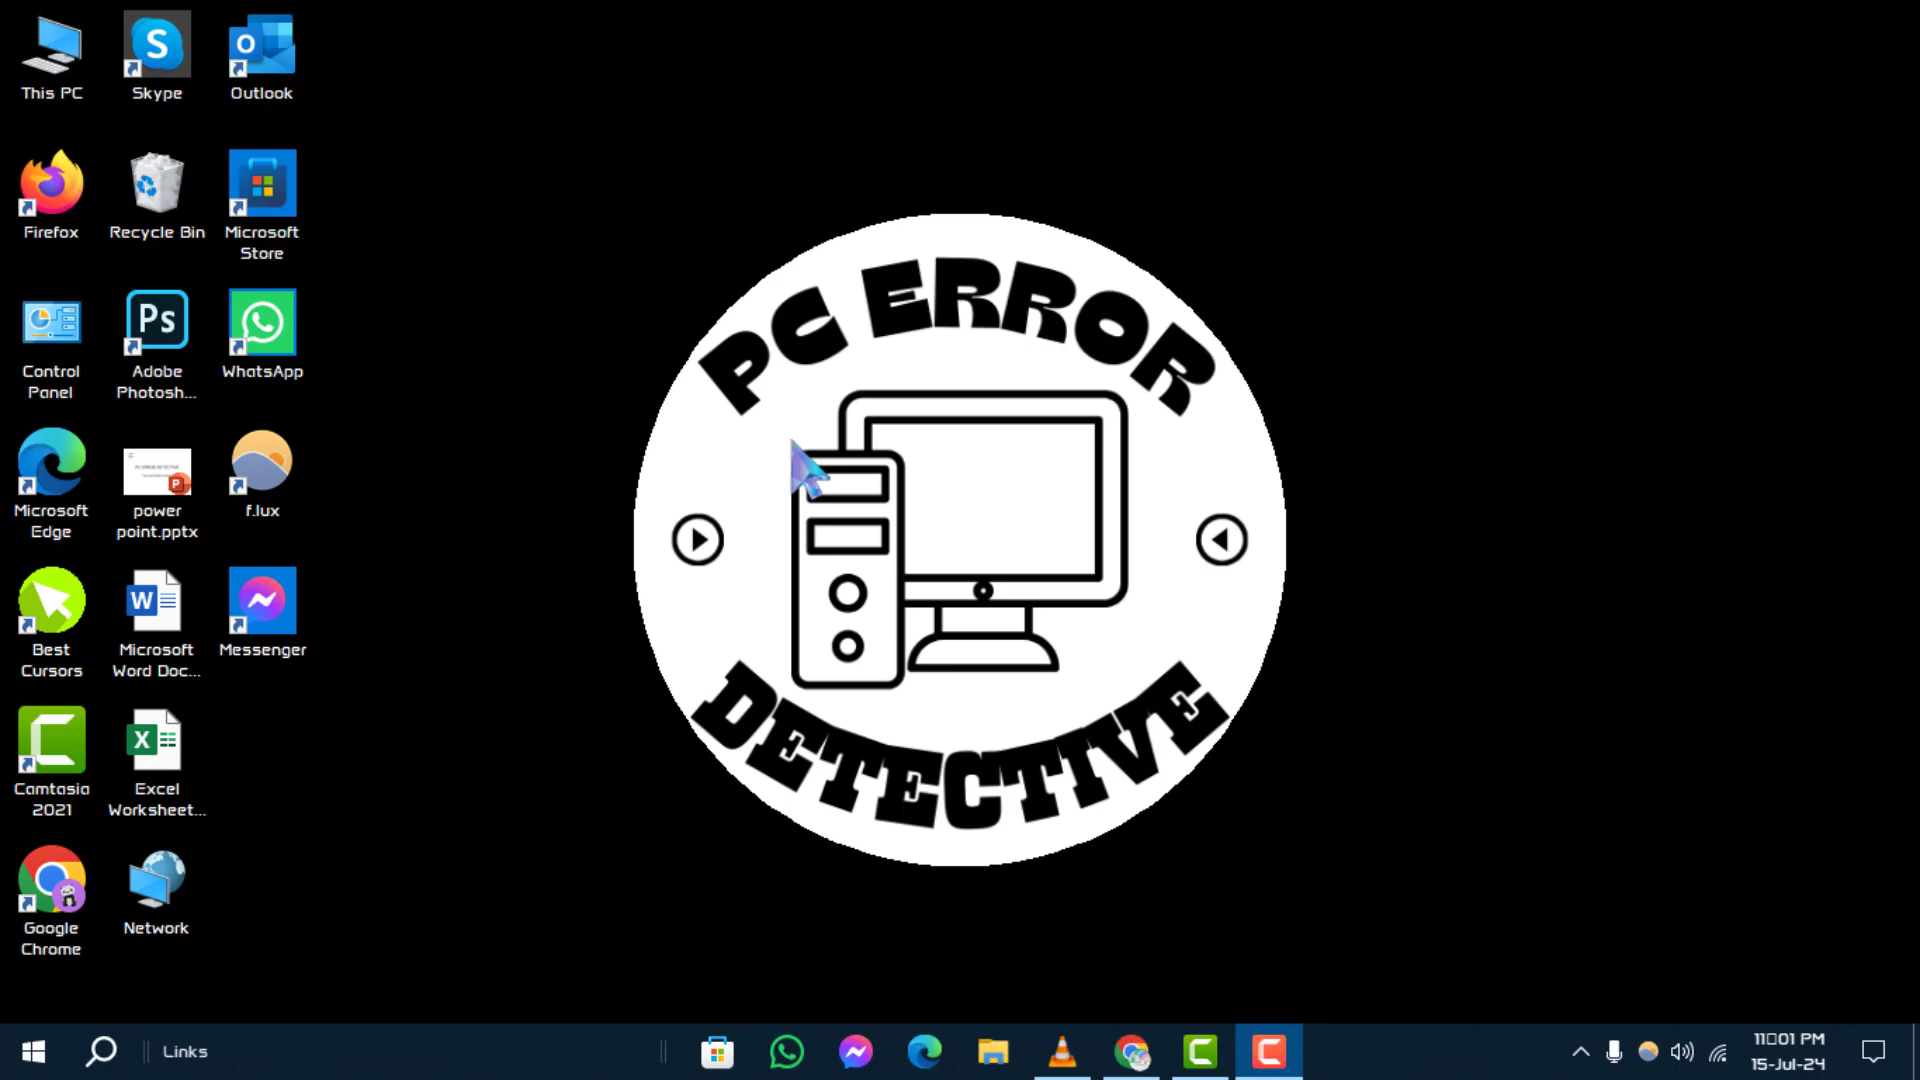 This PC
Skype
Outlook
Firefox
Recycle Bin
Microsoft
Store
Control
Panel
Adobe
Photosh...
WhatsApp
Microsoft
Edge
power
point.pptx
f.lux
Best
Cursors
Microsoft
Word Doc...
Messenger
Camtasia
2021
Excel
Worksheet...
Google
Chrome
Network
PC ERROR
DETECTIVE
Links
11□01 PM
15-Jul-24